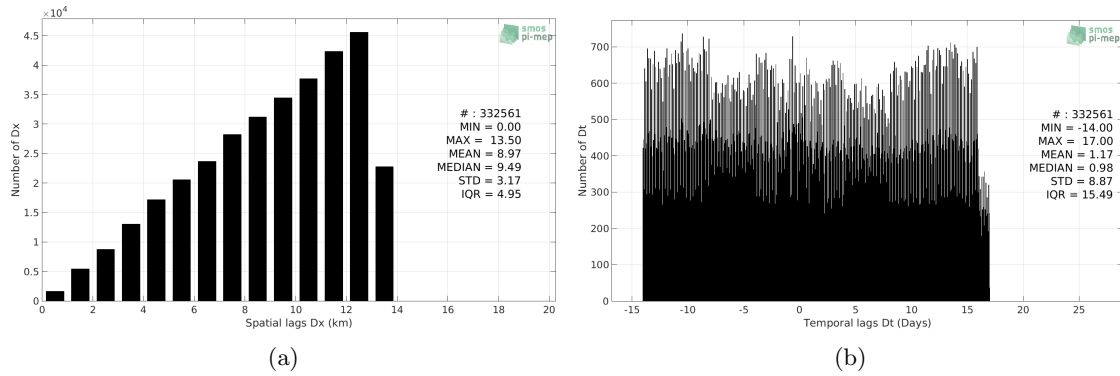 ×10⁴
4.5
4
3.5
3
2.5
2
1.5
1
0.5
0
Number of Dx
0 2 4 6 8 10 12 14 16 18 20
Spatial lags Dx (km)
smos
pi-mep
# : 332561
MIN = 0.00
MAX = 13.50
MEAN = 8.97
MEDIAN = 9.49
STD = 3.17
IQR = 4.95
(a)
700
600
500
400
300
200
100
0
Number of Dt
-15 -10 -5 0 5 10 15 20 25
Temporal lags Dt (Days)
smos
pi-mep
# : 332561
MIN = -14.00
MAX = 17.00
MEAN = 1.17
MEDIAN = 0.98
STD = 8.87
IQR = 15.49
(b)